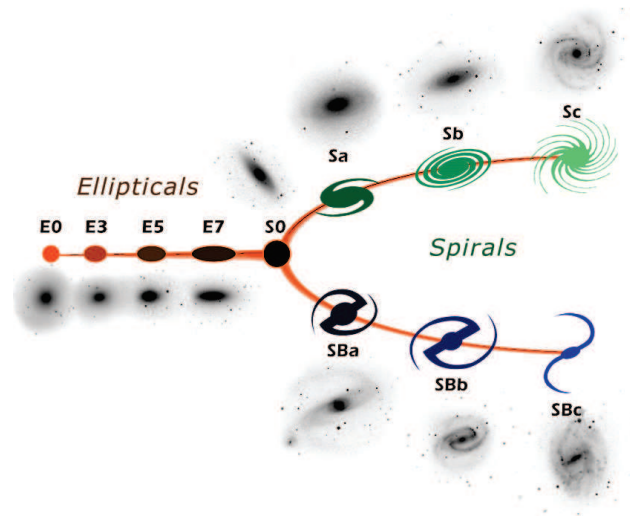 Sc
Sb
Sa
Ellipticals
E0 E3 E5 E7 S0
Spirals
SBa
SBb
SBc